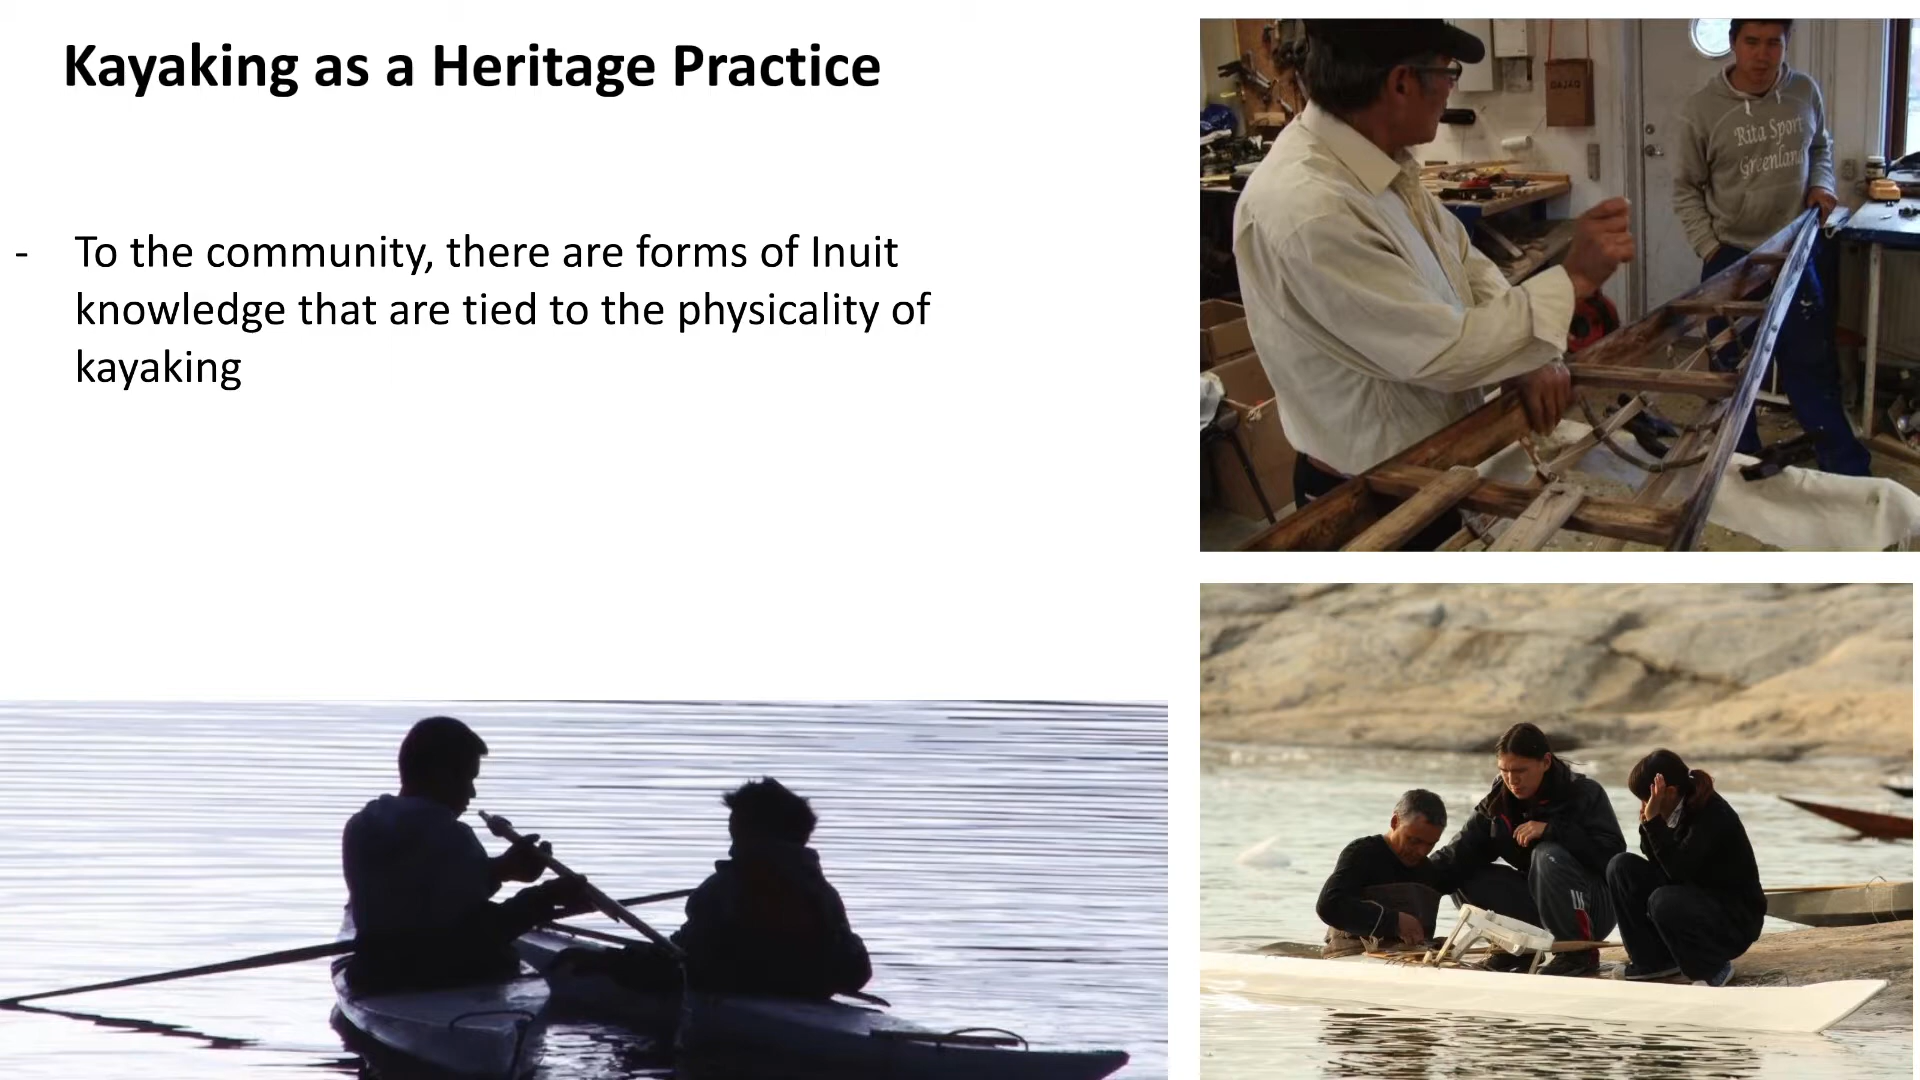 Kayaking as a Heritage Practice
- To the community, there are forms of Inuit
knowledge that are tied to the physicality of
kayaking
Rita Sport
Greenland